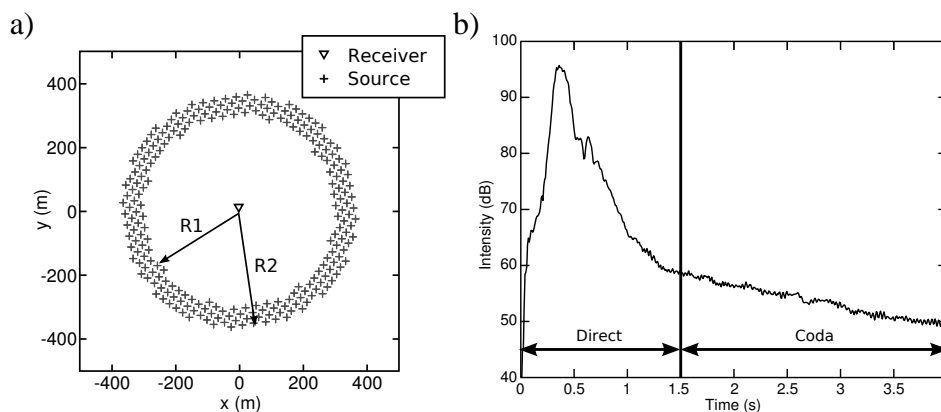 a)
Receiver
Source
R1
R2
y (m)
400
200
0
-200
-400
-500
-400
-200
0
200
400
500
x (m)
b)
Intensity (dB)
100
90
80
70
60
50
40
Direct
Coda
0
0.5
1
1.5
2
2.5
3
3.5
Time (s)